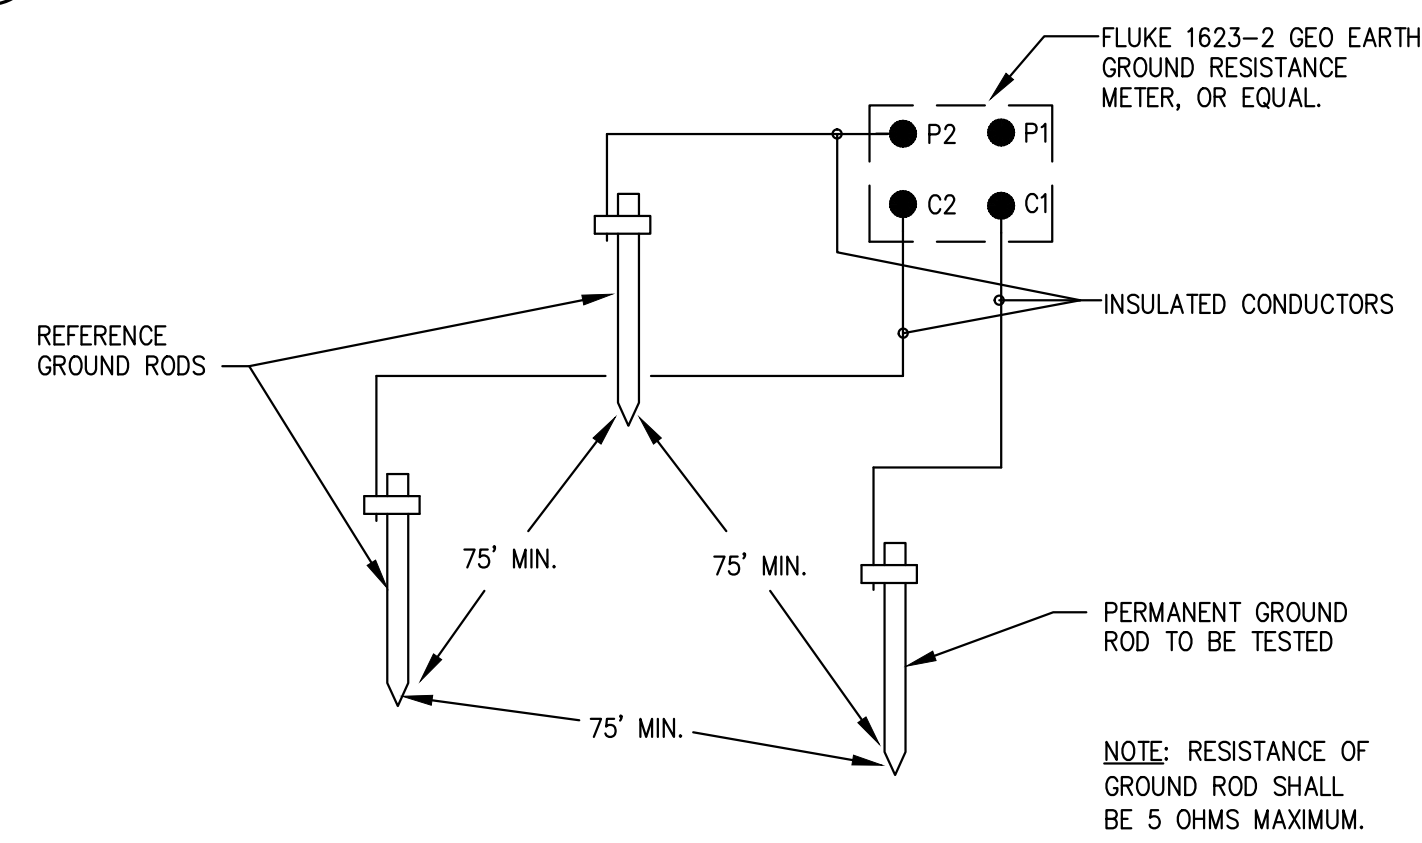 FLUKE 1623-2 GEO EARTH
GROUND RESISTANCE
METER, OR EQUAL.
P2
P1
C2
C1
INSULATED CONDUCTORS
REFERENCE
GROUND RODS
75' MIN.
75' MIN.
PERMANENT GROUND
ROD TO BE TESTED
75' MIN.
NOTE: RESISTANCE OF
GROUND ROD SHALL
BE 5 OHMS MAXIMUM.